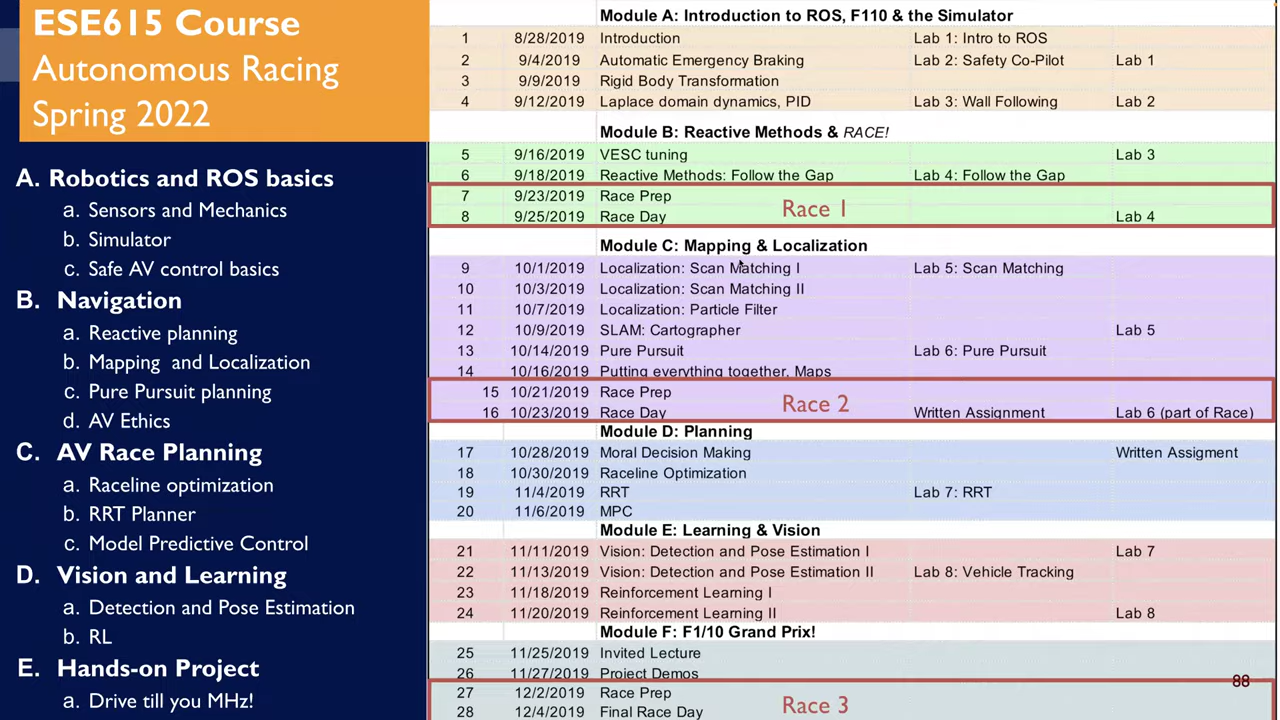 ESE615 Course
Autonomous Racing
Spring 2022
A. Robotics and ROS basics
a. Sensors and Mechanics
b. Simulator
c. Safe AV control basics
B. Navigation
a. Reactive planning
b. Mapping and Localization
c. Pure Pursuit planning
d. AV Ethics
C. AV Race Planning
a. Raceline optimization
b. RRT Planner
c. Model Predictive Control
D. Vision and Learning
a. Detection and Pose Estimation
b. RL
E. Hands-on Project
a. Drive till you MHz!
Module A: Introduction to ROS, F110 & the Simulator
1 8/28/2019 Introduction Lab 1: Intro to ROS
2 9/4/2019 Automatic Emergency Braking Lab 2: Safety Co-Pilot Lab 1
3 9/9/2019 Rigid Body Transformation
4 9/12/2019 Laplace domain dynamics, PID Lab 3: Wall Following Lab 2
Module B: Reactive Methods & RACE!
5 9/16/2019 VESC tuning Lab 3
6 9/18/2019 Reactive Methods: Follow the Gap Lab 4: Follow the Gap
7 9/23/2019 Race Prep
Race 1
8 9/25/2019 Race Day Lab 4
Module C: Mapping & Localization
9 10/1/2019 Localization: Scan Matching I Lab 5: Scan Matching
10 10/3/2019 Localization: Scan Matching II
11 10/7/2019 Localization: Particle Filter
12 10/9/2019 SLAM: Cartographer Lab 5
13 10/14/2019 Pure Pursuit Lab 6: Pure Pursuit
14 10/16/2019 Putting everything together, Maps
15 10/21/2019 Race Prep
Race 2
16 10/23/2019 Race Day Written Assignment Lab 6 (part of Race)
Module D: Planning
17 10/28/2019 Moral Decision Making Written Assigment
18 10/30/2019 Raceline Optimization
19 11/4/2019 RRT Lab 7: RRT
20 11/6/2019 MPC
Module E: Learning & Vision
21 11/11/2019 Vision: Detection and Pose Estimation I Lab 7
22 11/13/2019 Vision: Detection and Pose Estimation II Lab 8: Vehicle Tracking
23 11/18/2019 Reinforcement Learning I
24 11/20/2019 Reinforcement Learning II Lab 8
Module F: F1/10 Grand Prix!
25 11/25/2019 Invited Lecture
26 11/27/2019 Project Demos
88
27 12/2/2019 Race Prep
Race 3
28 12/4/2019 Final Race Day